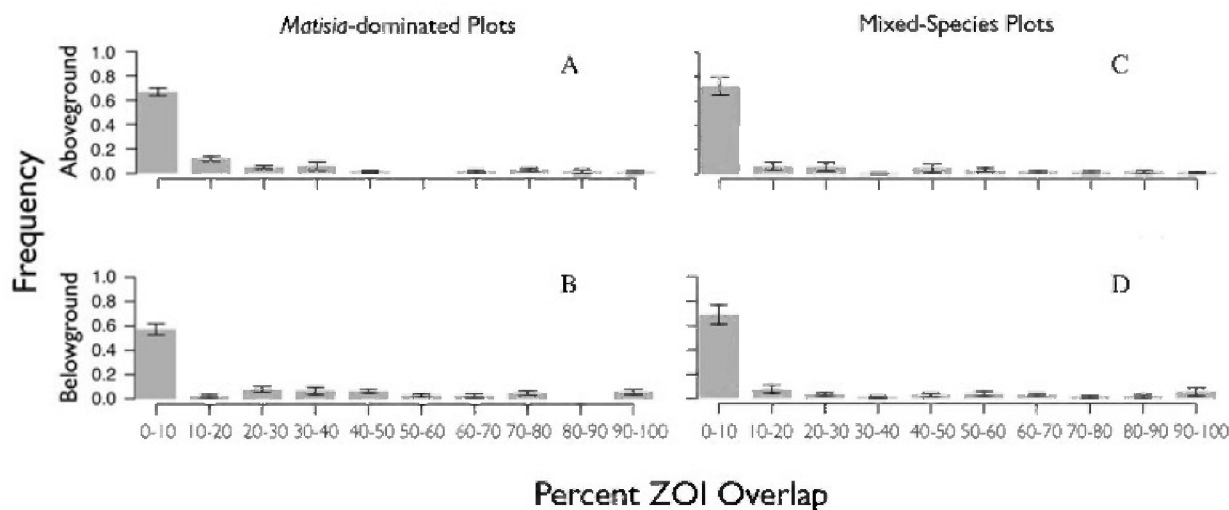 Matisia-dominated Plots
Mixed-Species Plots
Frequency
Aboveground
1.0
0.8
0.6
0.4
0.2
0.0
A
C
Belowground
1.0
0.8
0.6
0.4
0.2
0.0
B
D
0-10 10-20 20-30 30-40 40-50 50-60 60-70 70-80 80-90 90-100
0-10 10-20 20-30 30-40 40-50 50-60 60-70 70-80 80-90 90-100
Percent ZOI Overlap